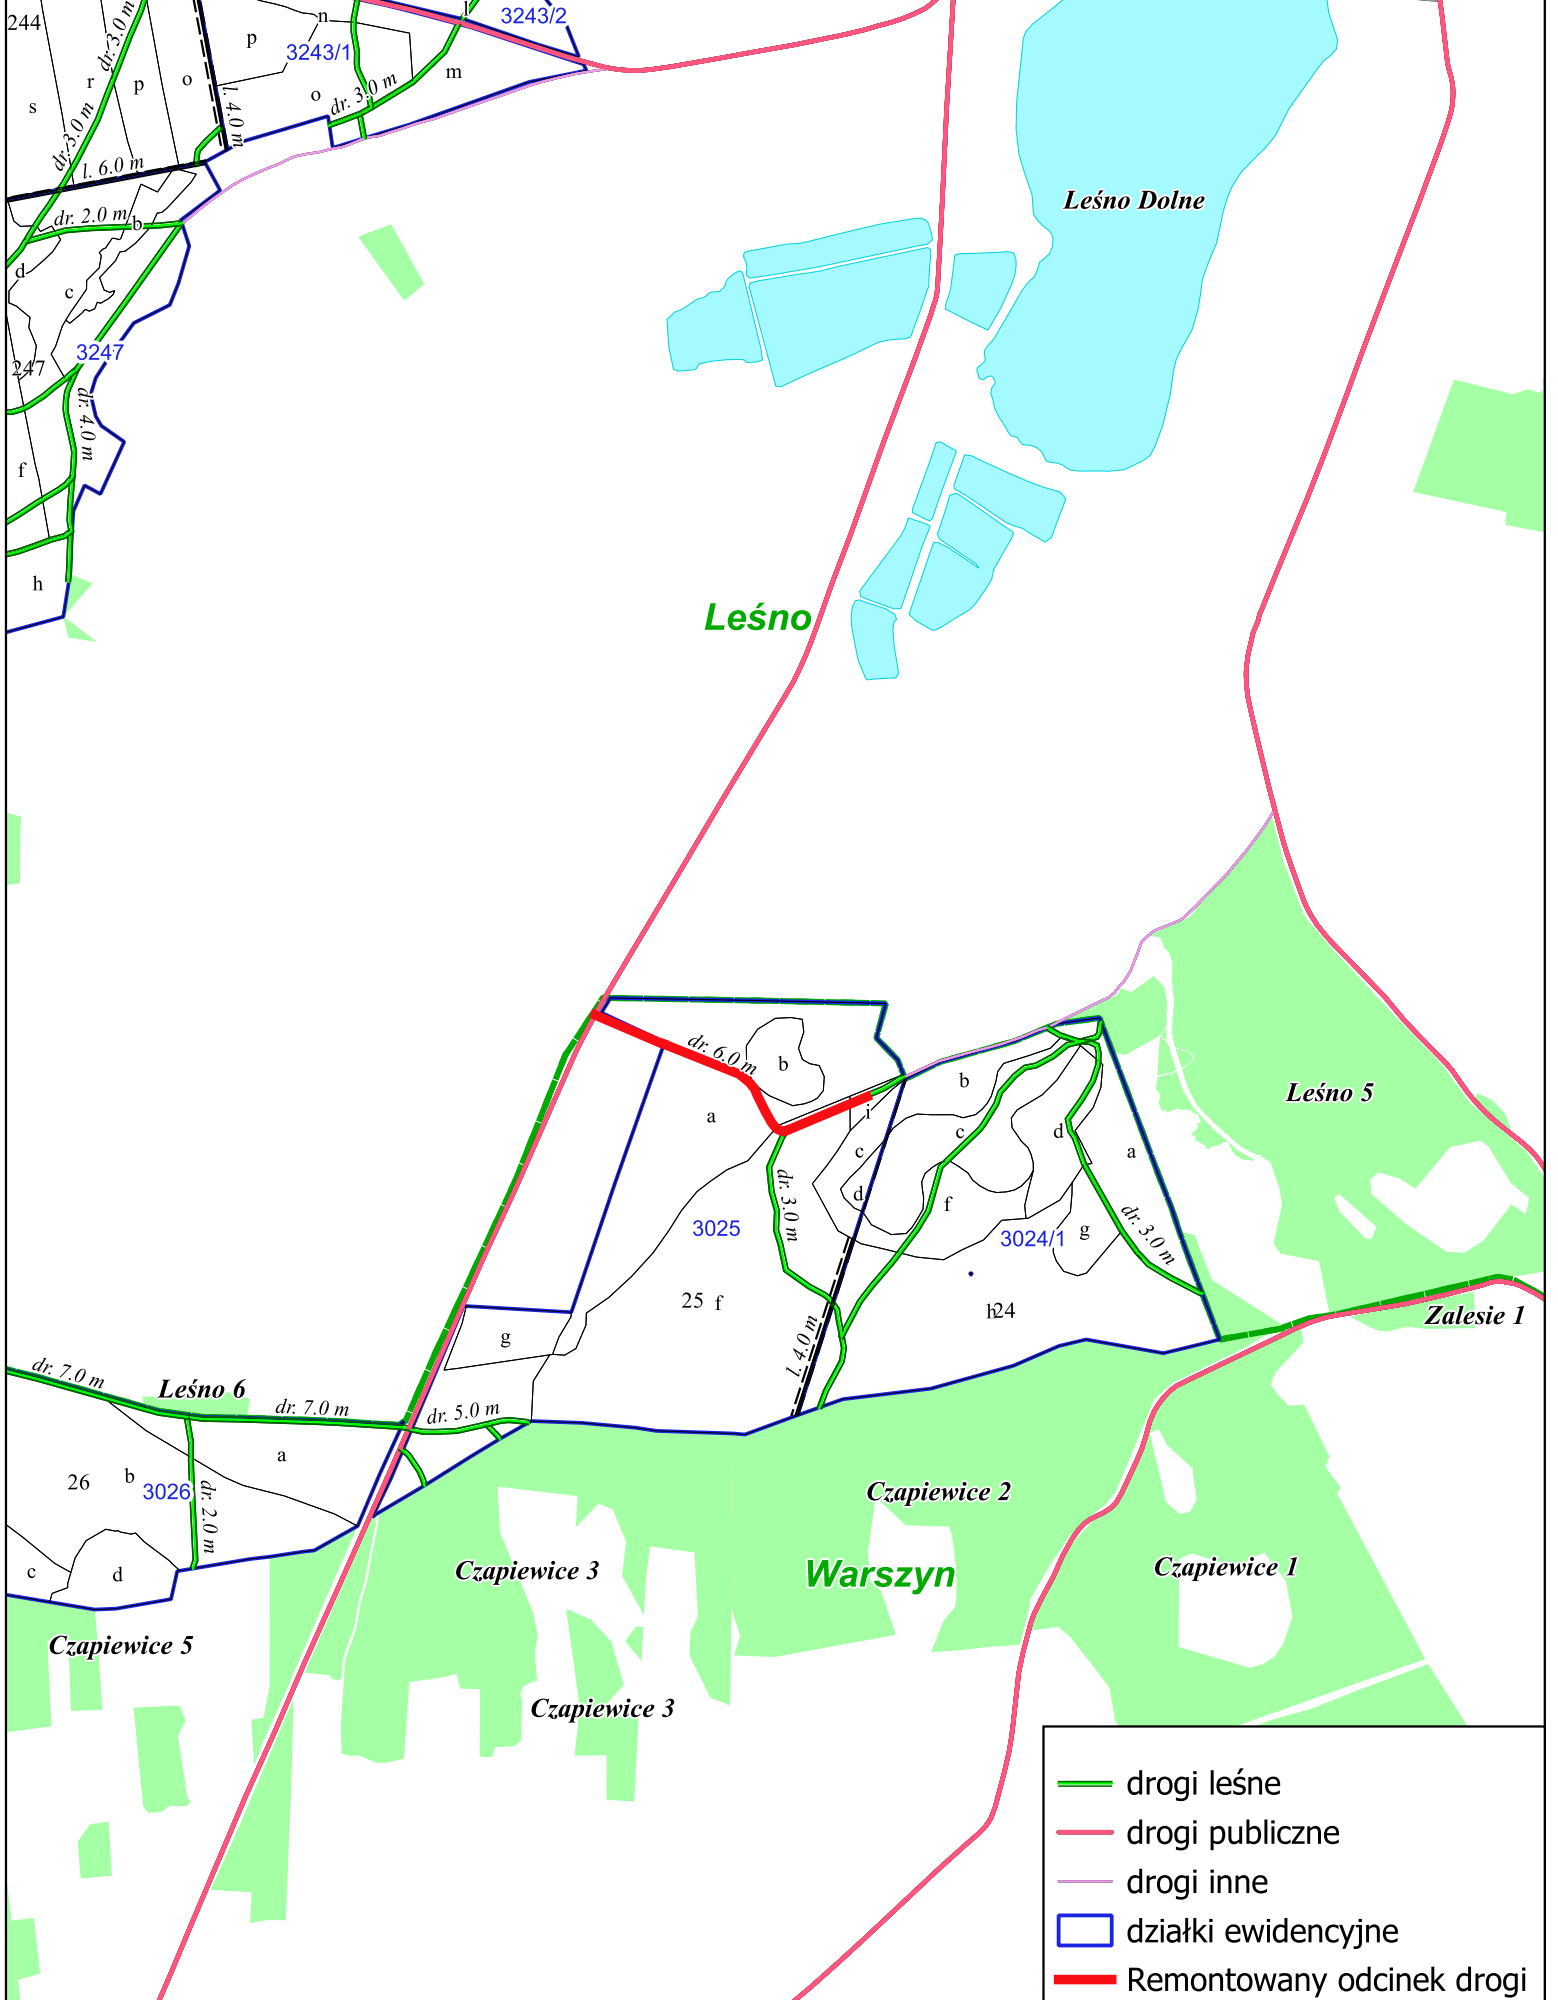 244
n
l
3243/2
p
3243/1
dr. 3.0 m
r
p
o
m
s
o
dr. 3.0 m
l. 4.0 m
dr. 3.0 m
l. 6.0 m
Leśno Dolne
dr. 2.0 m
b
d
c
3247
247
dr. 4.0 m
f
h
Leśno
dr. 6.0 m
b
b
Leśno 5
a
i
c
d
a
c
d
dr. 3.0 m
f
3025
g
3024/1
dr. 3.0 m
25 f
h
24
Zalesie 1
g
l. 4.0 m
dr. 7.0 m
Leśno 6
dr. 7.0 m
dr. 5.0 m
a
26
b
3026
dr. 2.0 m
Czapiewice 2
c
d
Czapiewice 3
Warszyn
Czapiewice 1
Czapiewice 5
Czapiewice 3
drogi leśne
drogi publiczne
drogi inne
działki ewidencyjne
Remontowany odcinek drogi